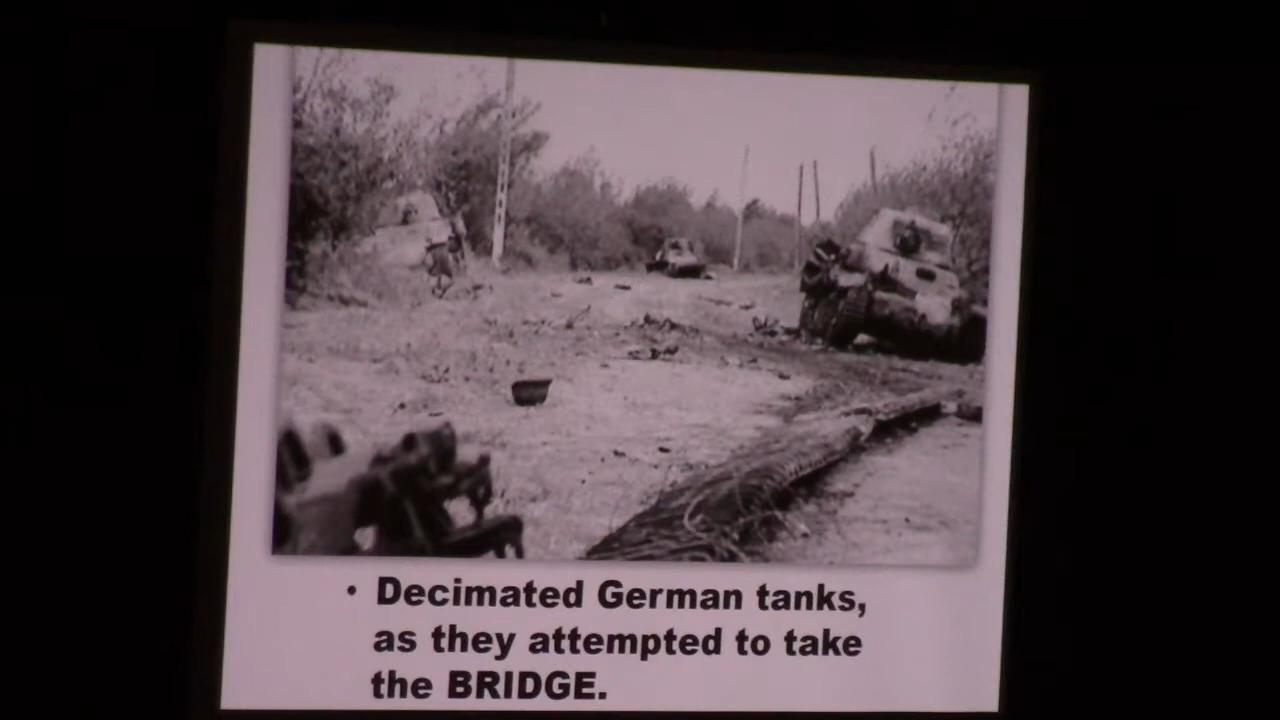 • Decimated German tanks,
as they attempted to take
the BRIDGE.